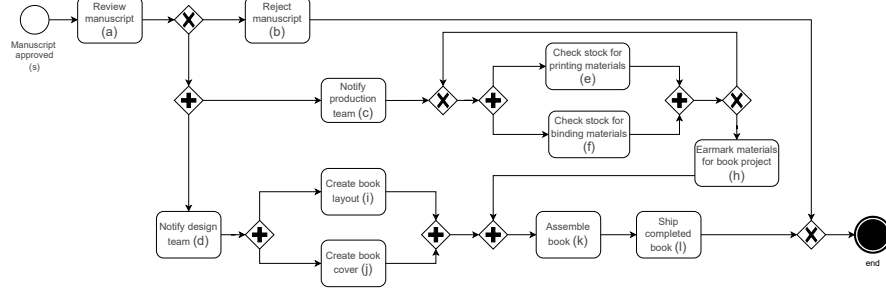 Review
manuscript
(a)
Reject
manuscript
(b)
Manuscript
approved
(s)
Check stock for
printing materials
(e)
Notify
production
team (c)
Check stock for
binding materials
(f)
Earmark materials
for book project
(h)
Create book
layout (i)
Notify design
team (d)
Assemble
book (k)
Ship
completed
book (l)
Create book
cover (j)
end